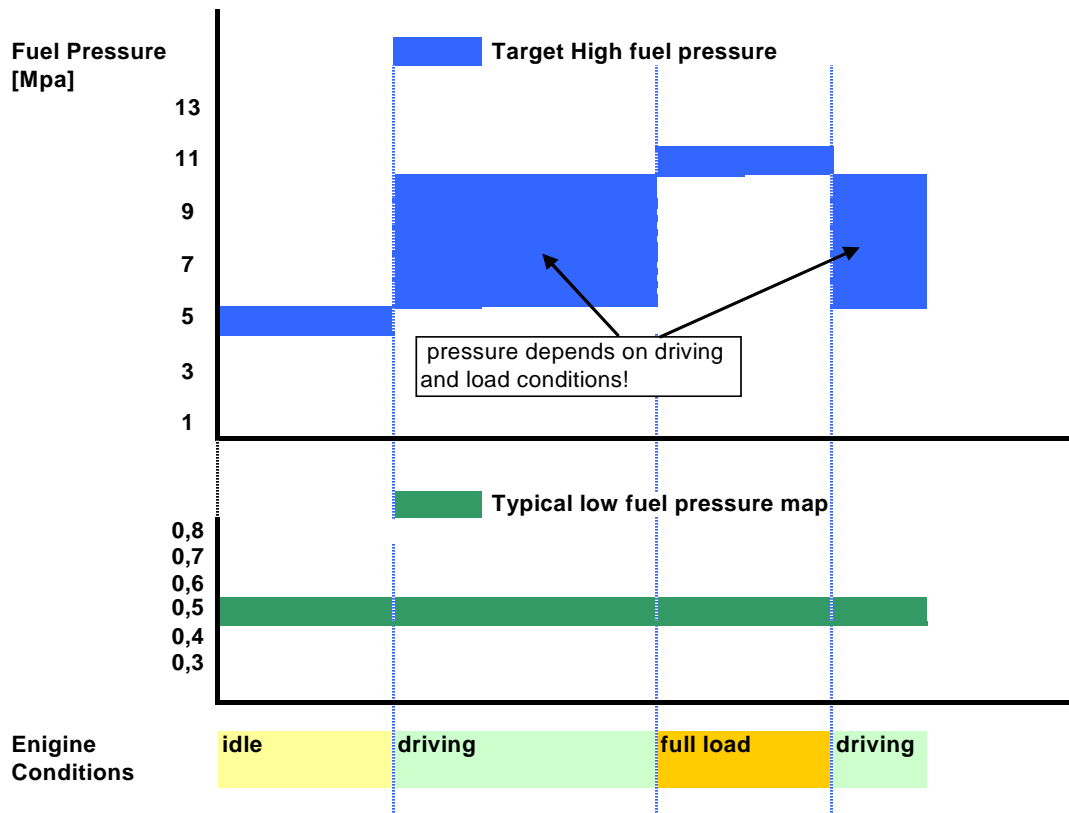 Fuel Pressure
[Mpa]
Target High fuel pressure
13
11
9
7
5
3
1
pressure depends on driving
and load conditions!
Typical low fuel pressure map
0,8
0,7
0,6
0,5
0,4
0,3
Enigine
Conditions
idle
driving
full load
driving